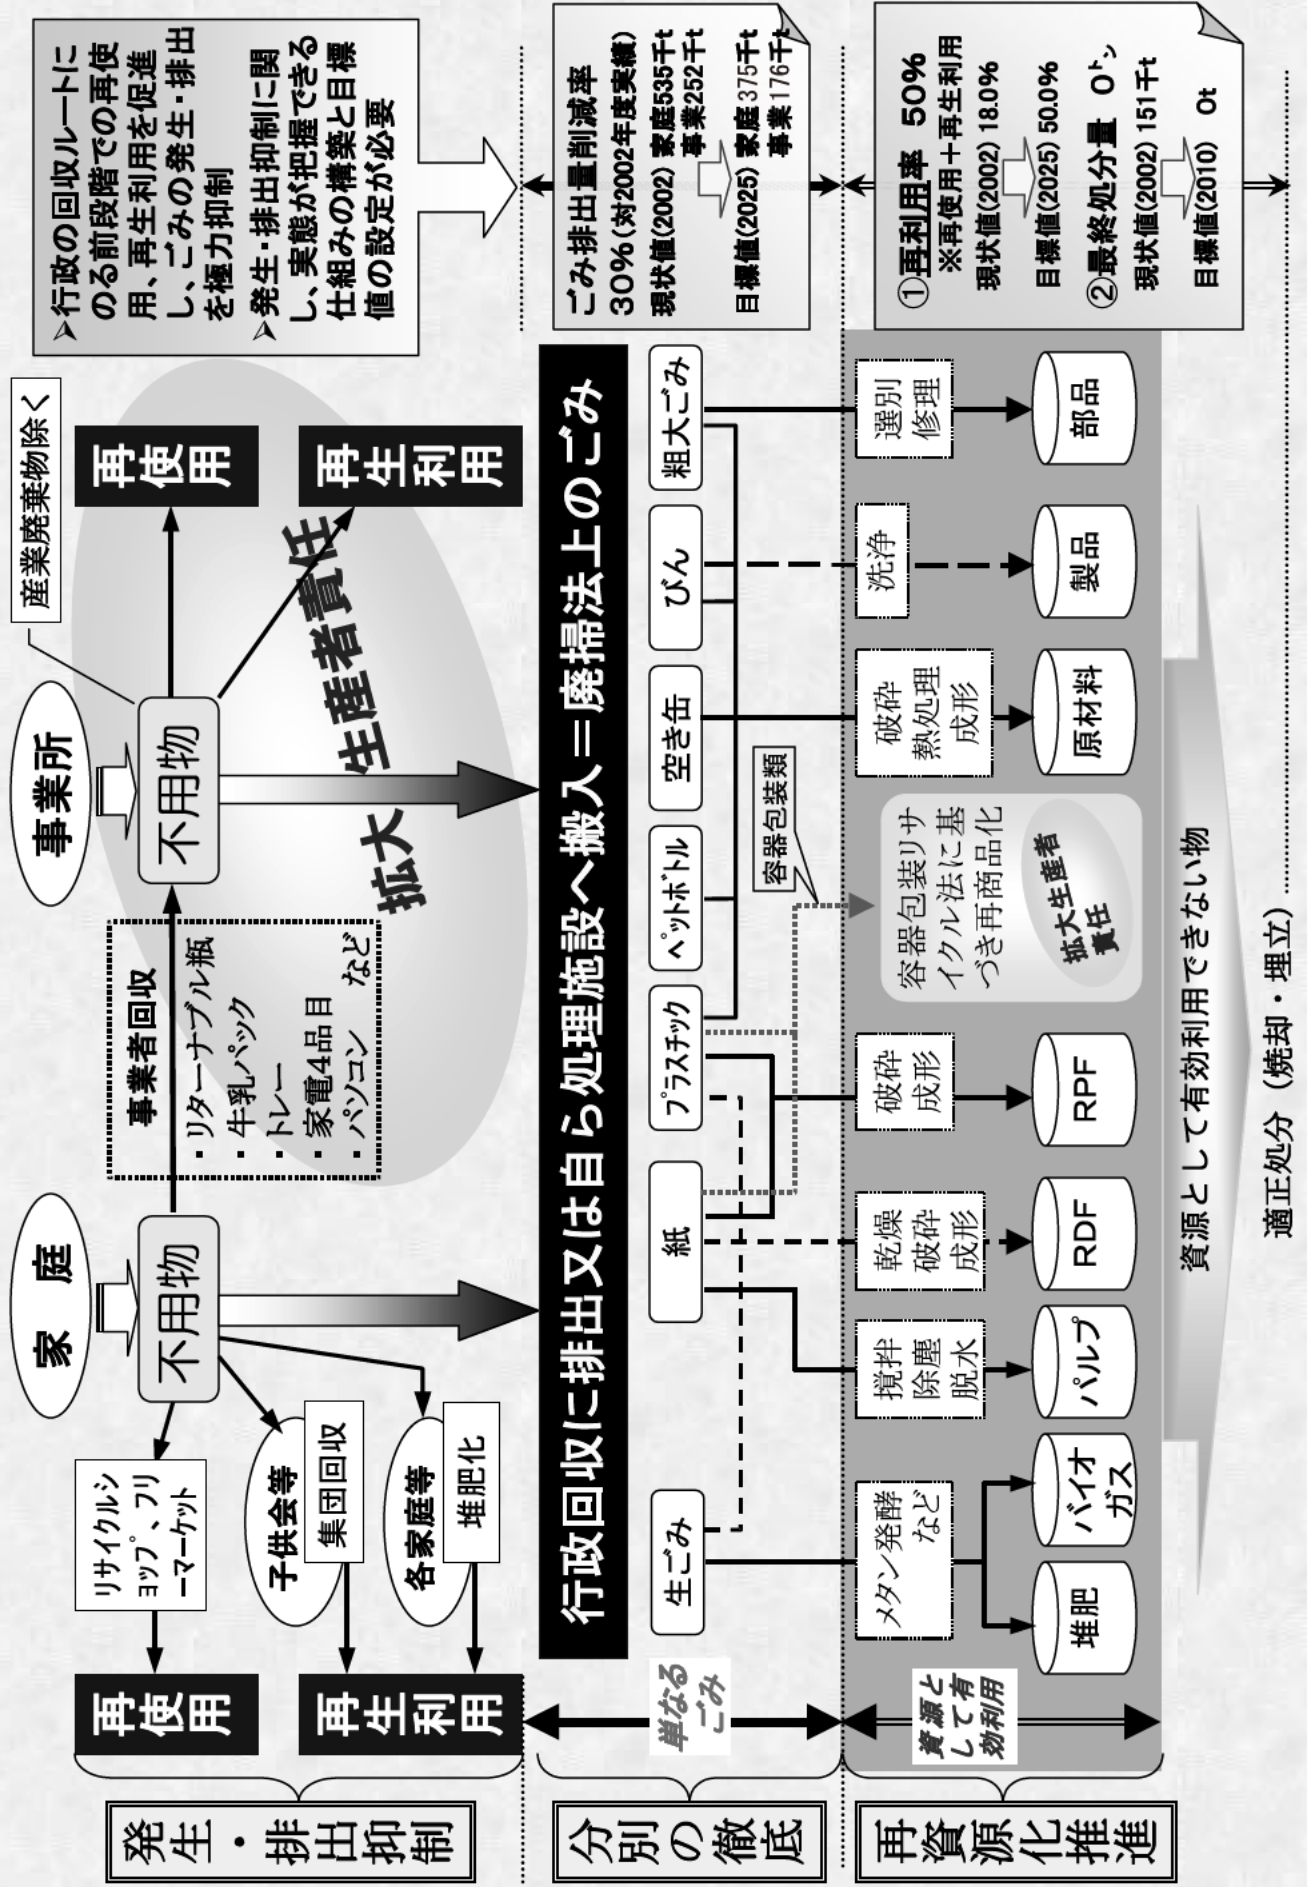 発生・排出抑制
再使用
再生利用
リサイクルシ
ョップ、フリ
ーマーケット
子供会等
集団回収
各家庭等
堆肥化
家 庭
不用物
事業者回収
・リターナブル瓶
・牛乳パック
・トレー
・家電4品目
・パソコン など
事業所
不用物
産業廃棄物除く
再使用
再生利用
拡大生産者責任
➢行政の回収ルートに
のる前段階での再使
用、再生利用を促進
し、ごみの発生・排出
を極力抑制
➢発生・排出抑制に関
し、実態が把握できる
仕組みの構築と目標
値の設定が必要
分別の徹底
単なる
ごみ
行政回収に排出又は自ら処理施設へ搬入＝廃掃法上のごみ
生ごみ
紙
プラスチック
ペットボトル
空き缶
びん
粗大ごみ
容器包装類
ごみ排出量削減率
30%(対2002年度実績)
現状値(2002) 家庭535千t
事業252千t
目標値(2025) 家庭375千t
事業176千t
再資源化推進
資源と
して有
効利用
メタン発酵
など
攪拌
除塵
脱水
乾燥
破砕
成形
破砕
成形
容器包装リサ
イクル法に基
づき再商品化
拡大生産者
責任
破砕
熱処理
成形
洗浄
選別
修理
堆肥
バイオ
ガス
パルプ
RDF
RPF
原材料
製品
部品
①再利用率 50%
※再使用＋再生利用
現状値(2002) 18.0%
目標値(2025) 50.0%
②最終処分量 0トン
現状値(2002) 151千t
目標値(2010) 0t
資源として有効利用できない物
適正処分（焼却・埋立）